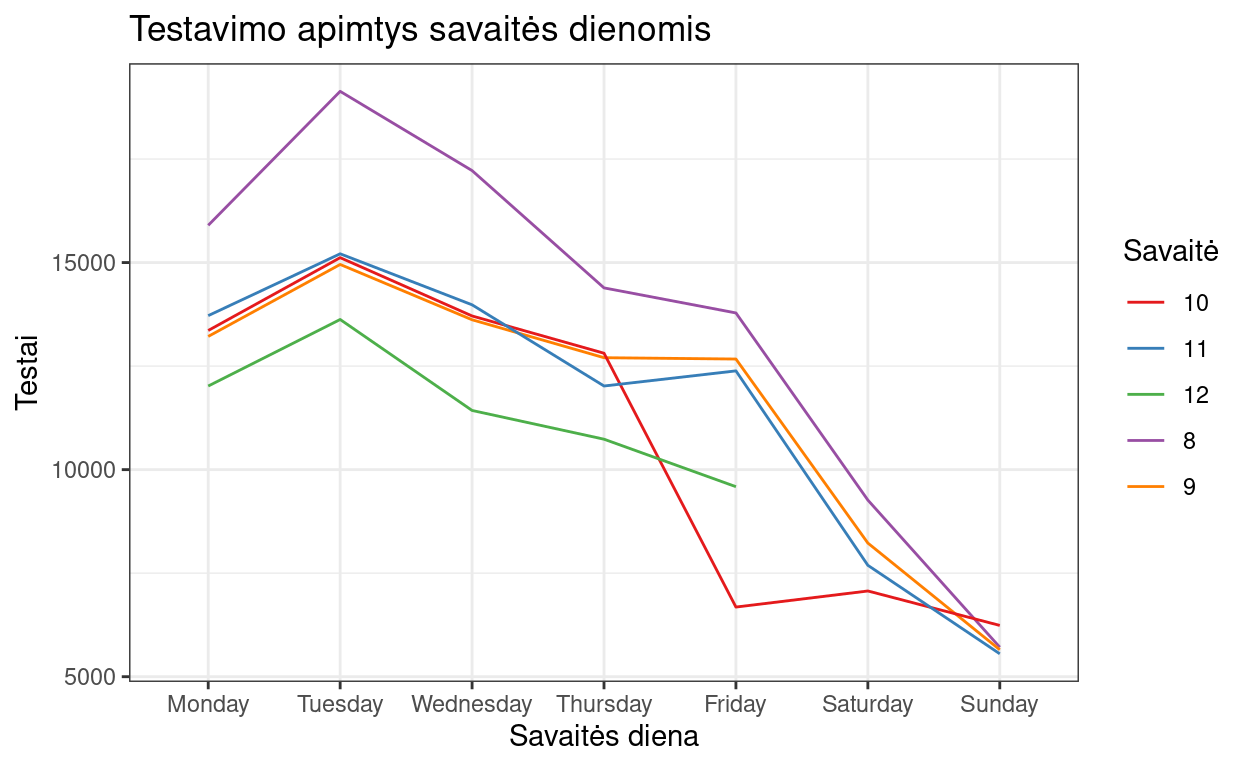 Testavimo apimtys savaitės dienomis
Testai
15000
10000
5000
Monday Tuesday Wednesday Thursday Friday Saturday Sunday
Savaitės diena
Savaitė
10
11
12
8
9